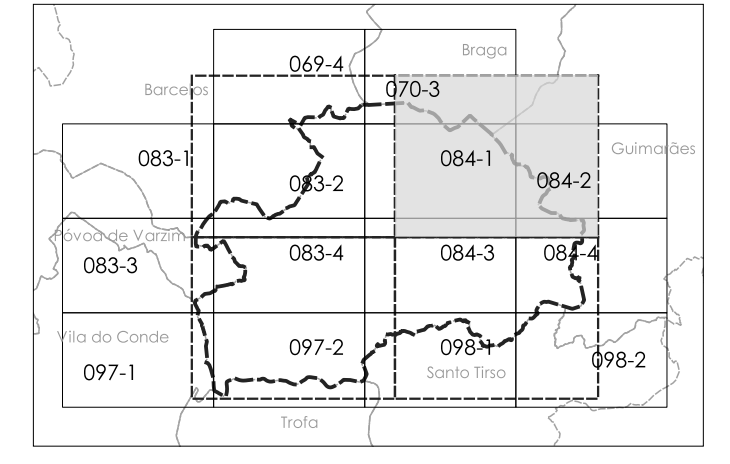 Braga
069-4
Barcelos
070-3
Guimarães
083-1
084-1
083-2
084-2
Póvoa de Varzim
083-4
084-3
084-4
083-3
Vila do Conde
097-2
098-1
098-2
097-1
Santo Tirso
Trofa